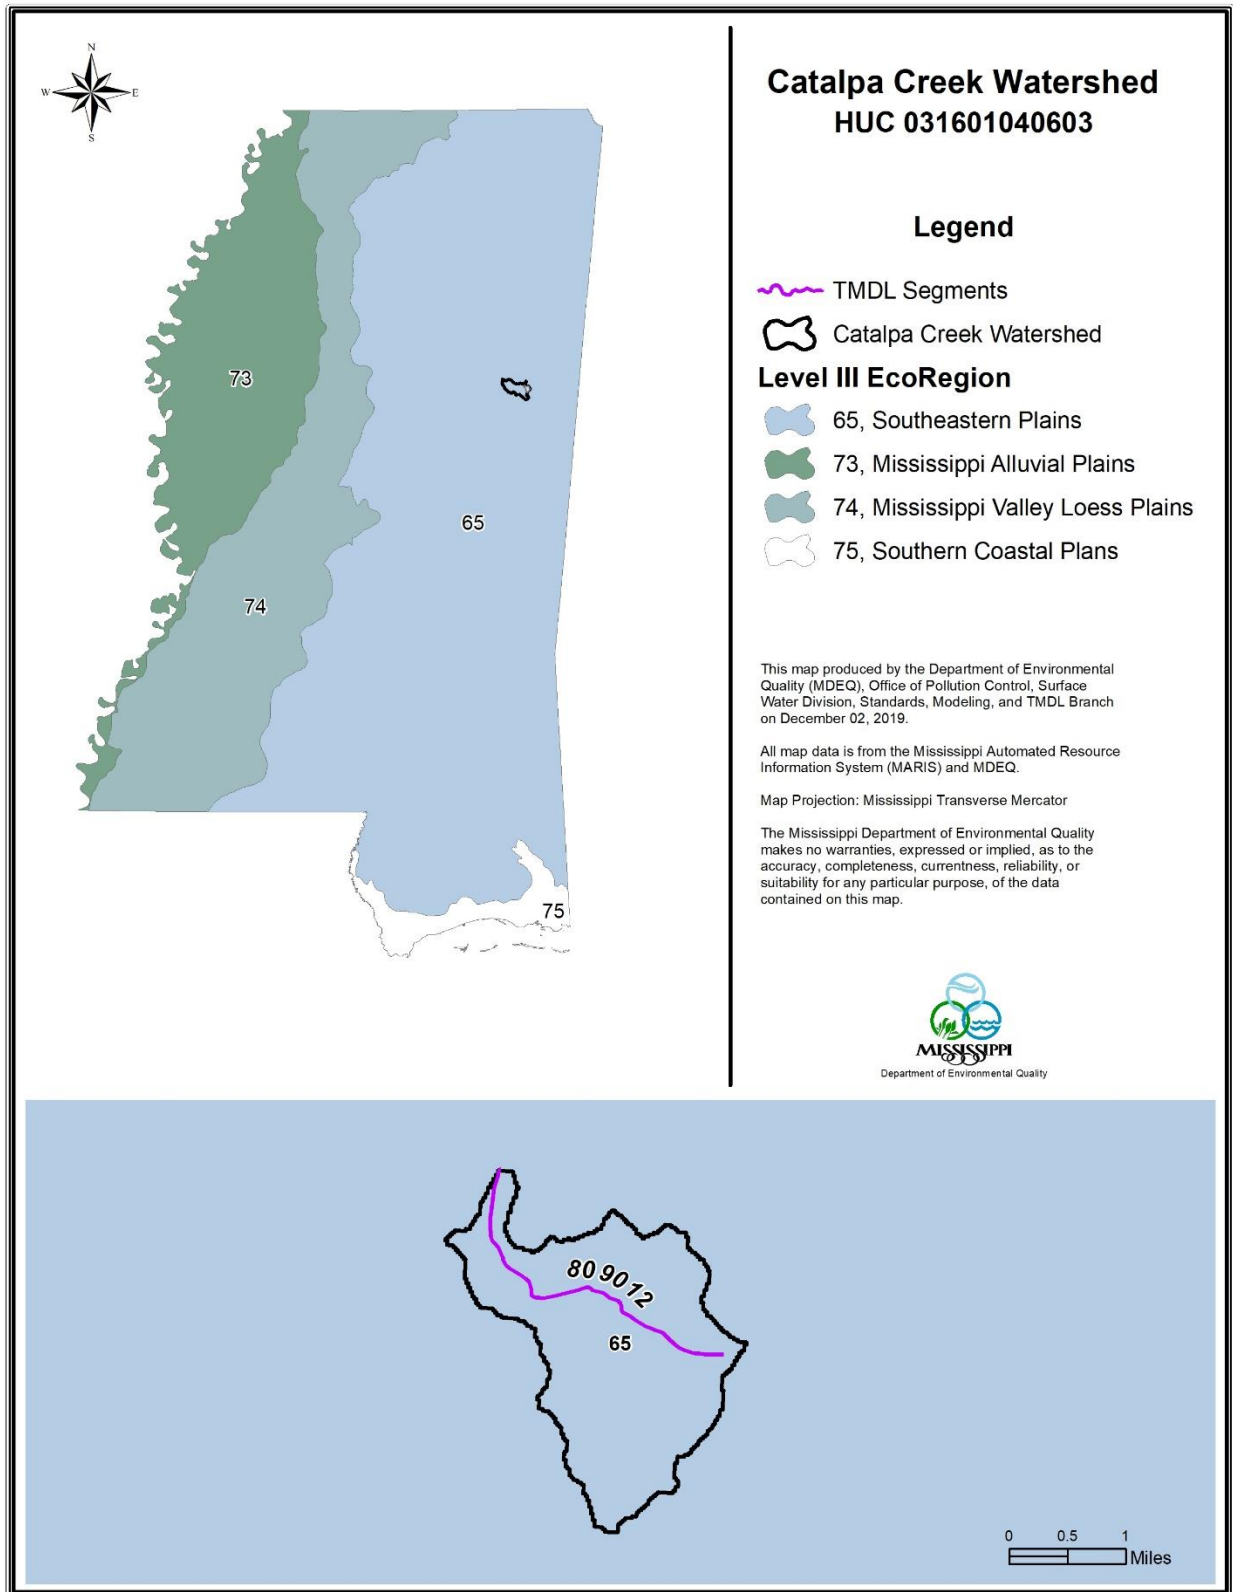 N
W
E
S
Catalpa Creek Watershed
HUC 031601040603
Legend
TMDL Segments
Catalpa Creek Watershed
Level III EcoRegion
65, Southeastern Plains
73, Mississippi Alluvial Plains
74, Mississippi Valley Loess Plains
75, Southern Coastal Plans
73
65
74
75
This map produced by the Department of Environmental
Quality (MDEQ), Office of Pollution Control, Surface
Water Division, Standards, Modeling, and TMDL Branch
on December 02, 2019.
All map data is from the Mississippi Automated Resource
Information System (MARIS) and MDEQ.
Map Projection: Mississippi Transverse Mercator
The Mississippi Department of Environmental Quality
makes no warranties, expressed or implied, as to the
accuracy, completeness, currentness, reliability, or
suitability for any particular purpose, of the data
contained on this map.
MISSISSIPPI
Department of Environmental Quality
809012
65
0 0.5 1
Miles